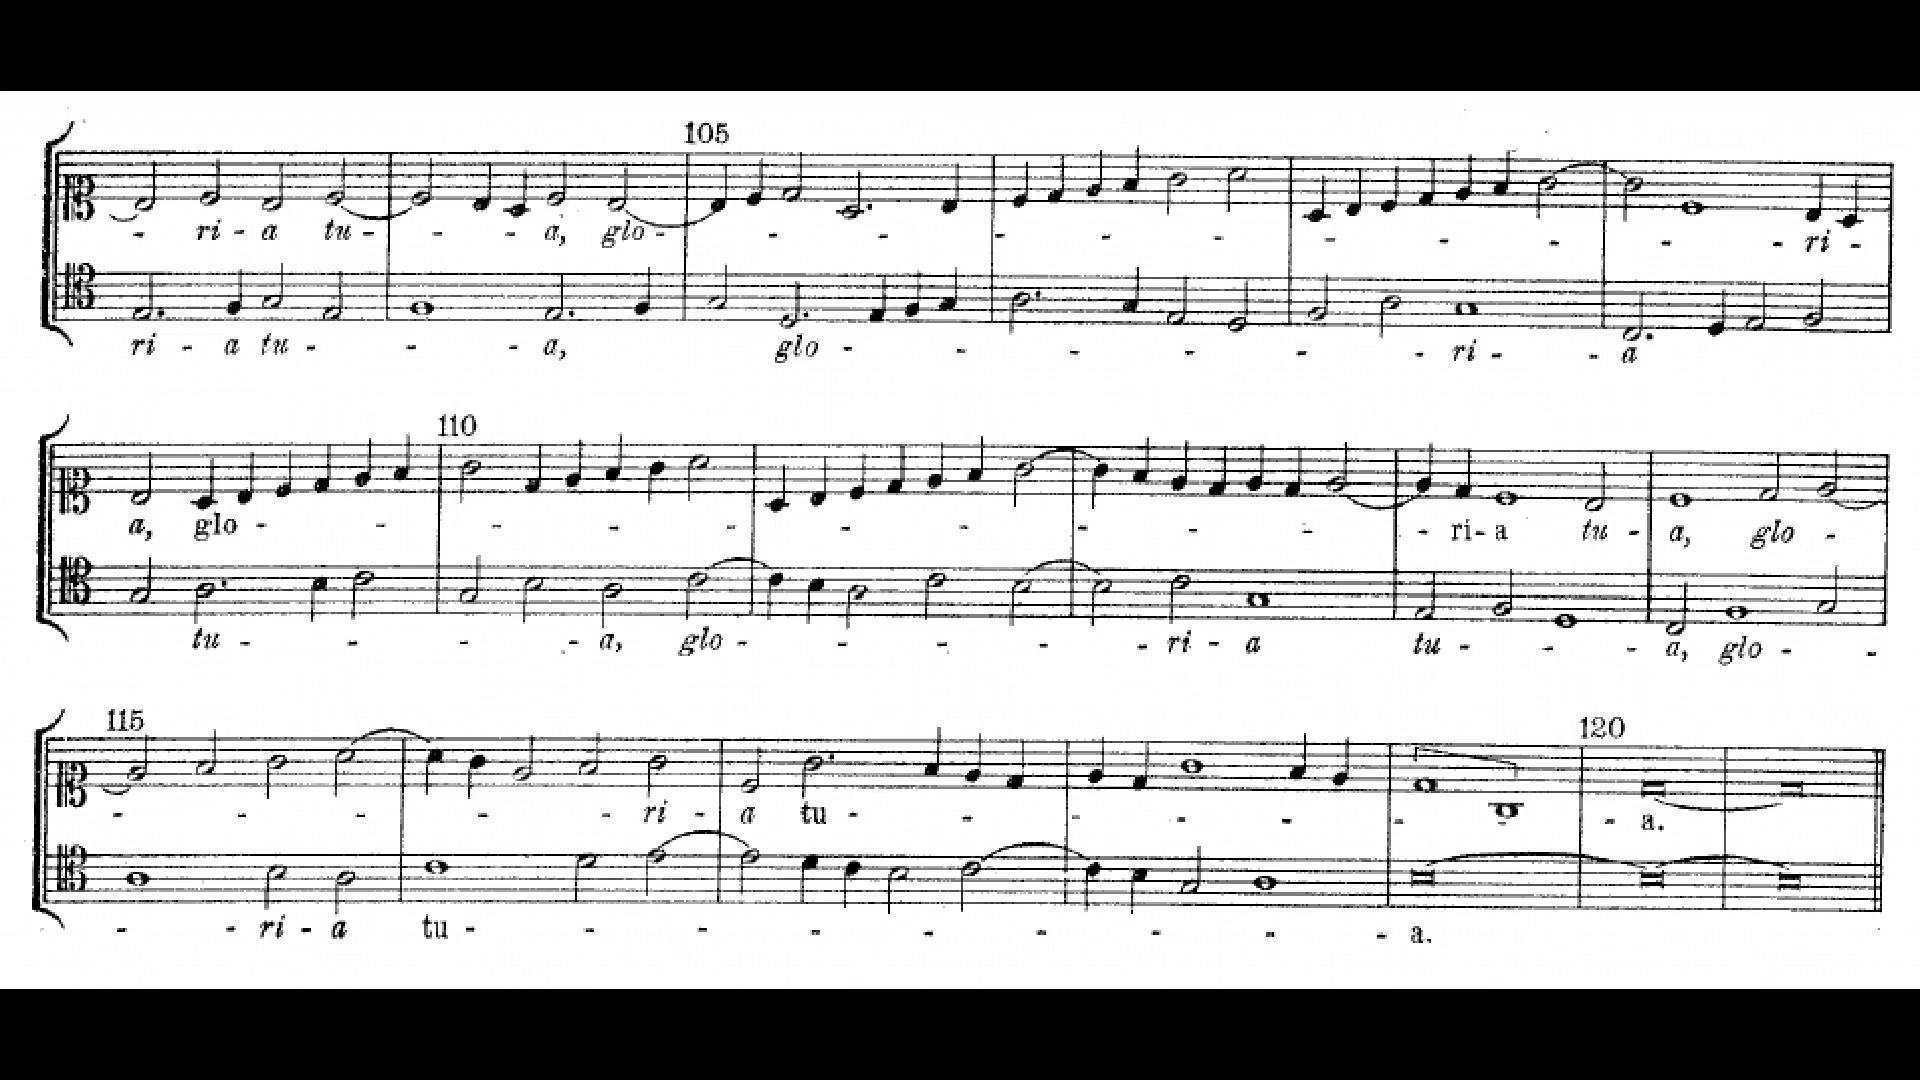 105
- ri - a tu - - - a, glo - - - - - - - - - - - - ri -
ri - a tu - - - a, glo - - - - - - ri - - a
110
a, glo - - - - - - - - - - - ri - a tu - a, glo -
tu - - - - a, glo - - - - ri - a tu - - - a, glo - -
115 120
- - - - - ri - a tu - - - - - - - a.
- - ri - a tu - - - - - - - - - a.